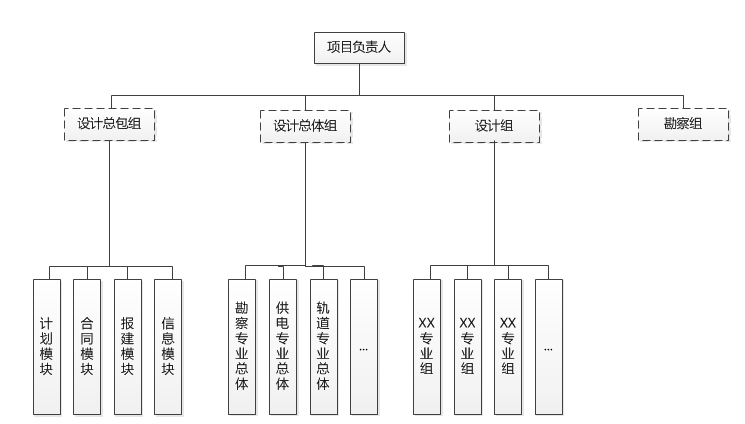 项目负责人
设计总包组
设计总体组
设计组
勘察组
计划模块
合同模块
报建模块
信息模块
勘察专业总体
供电专业总体
轨道专业总体
...
XX专业组
XX专业组
XX专业组
...